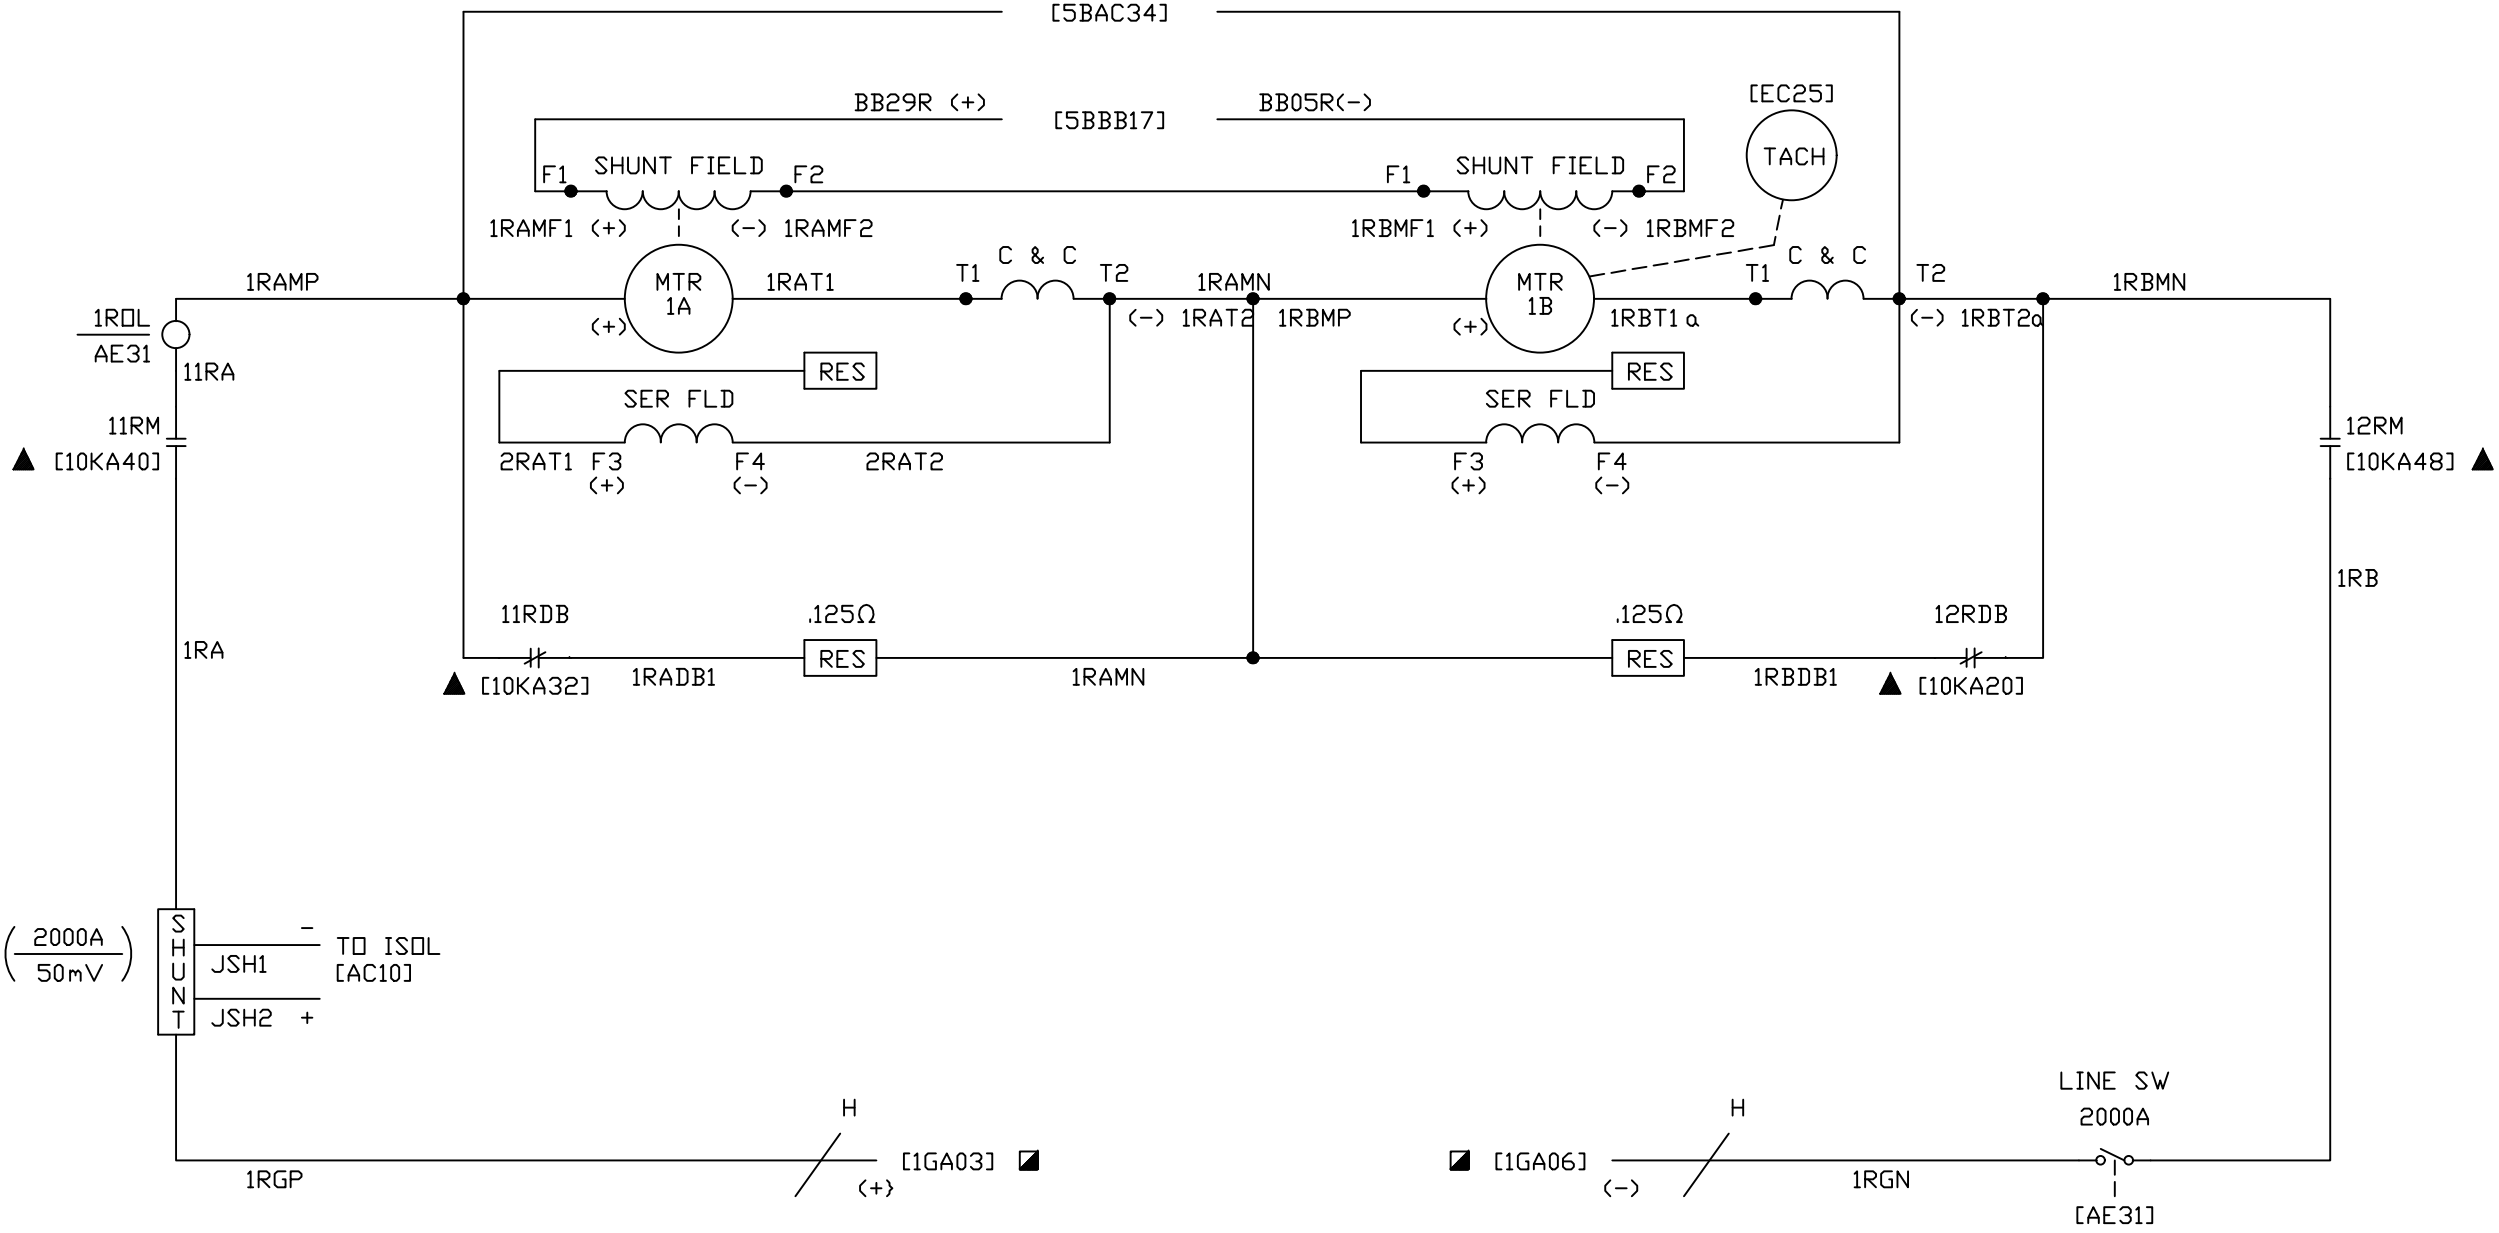 [5BAC34]
BB29R (+)
[5BBB17]
BB05R(-)
[EC25]
TACH
F1
SHUNT FIELD
F2
F1
SHUNT FIELD
F2
1RAMF1 (+)
(-) 1RAMF2
1RBMF1 (+)
(-) 1RBMF2
C & C
C & C
1RAMP
MTR
1A
(+)
1RAT1
T1
T2
(-) 1RAT2
1RAMN
1RBMP
(+)
MTR
1B
T1
1RBT1a
T2
(-) 1RBT2a
1RBMN
1ROL
AE31
11RA
RES
RES
SER FLD
SER FLD
11RM
[10KA40]
2RAT1
F3
(+)
F4
(-)
2RAT2
F3
(+)
F4
(-)
12RM
[10KA48]
1RB
11RDB
.125Ω
.125Ω
12RDB
1RA
RES
RES
[10KA32]
1RADB1
1RAMN
1RBDB1
[10KA20]
2000A
50mV
SHUNT
-
JSH1
TO ISOL
[AC10]
JSH2 +
LINE SW
2000A
H
H
[1GA03]
[1GA06]
1RGP
(+}
(-)
1RGN
[AE31]